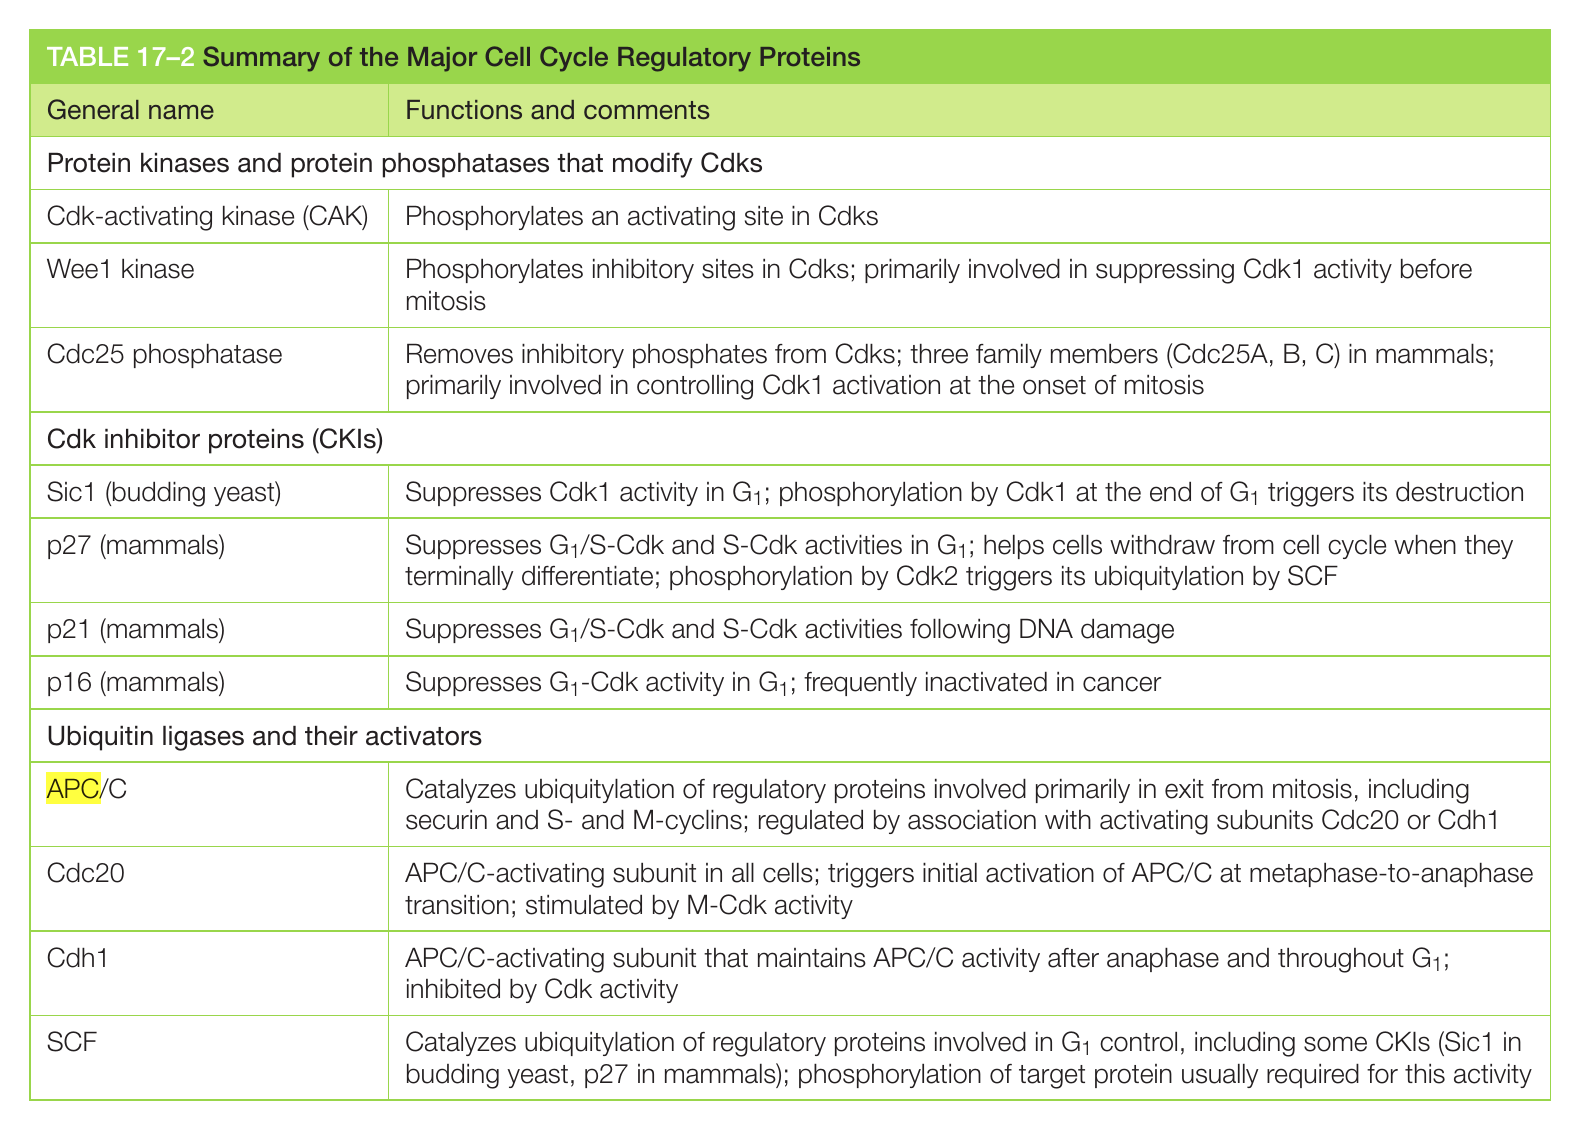 TABLE 17–2 Summary of the Major Cell Cycle Regulatory Proteins
General name
Functions and comments
Protein kinases and protein phosphatases that modify Cdks
Cdk-activating kinase (CAK)
Phosphorylates an activating site in Cdks
Wee1 kinase
Phosphorylates inhibitory sites in Cdks; primarily involved in suppressing Cdk1 activity before
mitosis
Cdc25 phosphatase
Removes inhibitory phosphates from Cdks; three family members (Cdc25A, B, C) in mammals;
primarily involved in controlling Cdk1 activation at the onset of mitosis
Cdk inhibitor proteins (CKIs)
Sic1 (budding yeast)
Suppresses Cdk1 activity in G₁; phosphorylation by Cdk1 at the end of G₁ triggers its destruction
p27 (mammals)
Suppresses G₁/S-Cdk and S-Cdk activities in G₁; helps cells withdraw from cell cycle when they
terminally differentiate; phosphorylation by Cdk2 triggers its ubiquitylation by SCF
p21 (mammals)
Suppresses G₁/S-Cdk and S-Cdk activities following DNA damage
p16 (mammals)
Suppresses G₁-Cdk activity in G₁; frequently inactivated in cancer
Ubiquitin ligases and their activators
APC/C
Catalyzes ubiquitylation of regulatory proteins involved primarily in exit from mitosis, including
securin and S- and M-cyclins; regulated by association with activating subunits Cdc20 or Cdh1
Cdc20
APC/C-activating subunit in all cells; triggers initial activation of APC/C at metaphase-to-anaphase
transition; stimulated by M-Cdk activity
Cdh1
APC/C-activating subunit that maintains APC/C activity after anaphase and throughout G₁;
inhibited by Cdk activity
SCF
Catalyzes ubiquitylation of regulatory proteins involved in G₁ control, including some CKIs (Sic1 in
budding yeast, p27 in mammals); phosphorylation of target protein usually required for this activity